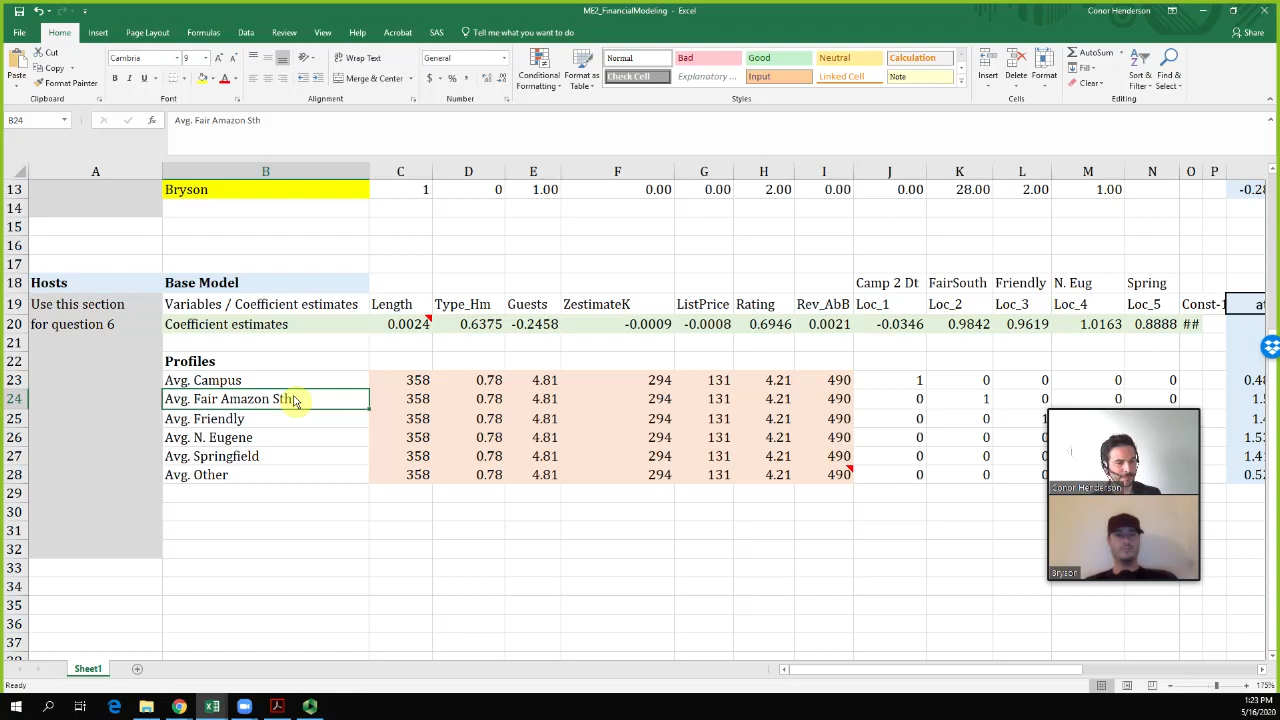 ME2_FinancialModeling - Excel
Conor Henderson
File Home Insert Page Layout Formulas Data Review View Help Acrobat SAS Tell me what you want to do
Share
Paste
Cut
Copy
Format Painter
Clipboard
Cambria 9
B I U
Font
Wrap Text
Merge & Center
Alignment
General
$ % ,
Number
Conditional Formatting
Format as Table
Normal Bad Good Neutral Calculation
Check Cell Explanatory ... Input Linked Cell Note
Styles
Insert Delete Format
Cells
AutoSum
Fill
Clear
Sort & Filter
Find & Select
Editing
B24 fx Avg. Fair Amazon Sth
A B C D E F G H I J K L M N O P
13 Bryson 1 0 1.00 0.00 0.00 2.00 0.00 0.00 28.00 2.00 1.00 -0.28
14
15
16
17
18 Hosts Base Model Camp 2 Dt FairSouth Friendly N. Eug Spring
19 Use this section Variables / Coefficient estimates Length Type_Hm Guests ZestimateK ListPrice Rating Rev_AbB Loc_1 Loc_2 Loc_3 Loc_4 Loc_5 Const-1
20 for question 6 Coefficient estimates 0.0024 0.6375 -0.2458 -0.0009 -0.0008 0.6946 0.0021 -0.0346 0.9842 0.9619 1.0163 0.8888 ##
21
22 Profiles
23 Avg. Campus 358 0.78 4.81 294 131 4.21 490 1 0 0 0 0 0.48
24 Avg. Fair Amazon Sth 358 0.78 4.81 294 131 4.21 490 0 1 0 0 0
25 Avg. Friendly 358 0.78 4.81 294 131 4.21 490 0 0 1
26 Avg. N. Eugene 358 0.78 4.81 294 131 4.21 490 0 0
27 Avg. Springfield 358 0.78 4.81 294 131 4.21 490 0 0
28 Avg. Other 358 0.78 4.81 294 131 4.21 490 0 0
29
30
31
32
33
34
35
36
37
Conor Henderson
Bryson
Sheet1
Ready
175%
1:23 PM
5/16/2020